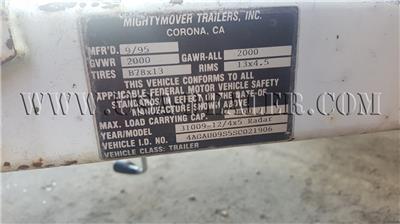 MIGHTYMOVER TRAILERS, INC.
CORONA, CA
MFR'D. 9/95
GVWR 2000 GAWR-ALL 2000
TIRES B78x13 RIMS 13x4.5
THIS VEHICLE CONFORMS TO ALL
APPLICABLE FEDERAL MOTOR VEHICLE SAFETY
STANDARDS IN EFFECT ON THE DATE OF
MANUFACTURE SHOWN ABOVE.
MAX. LOAD CARRYING CAP.
YEAR/MODEL 31009-12/4x5 Radar
VEHICLE I.D. NO. 4AGAU09S5SC021906
VEHICLE CLASS: TRAILER